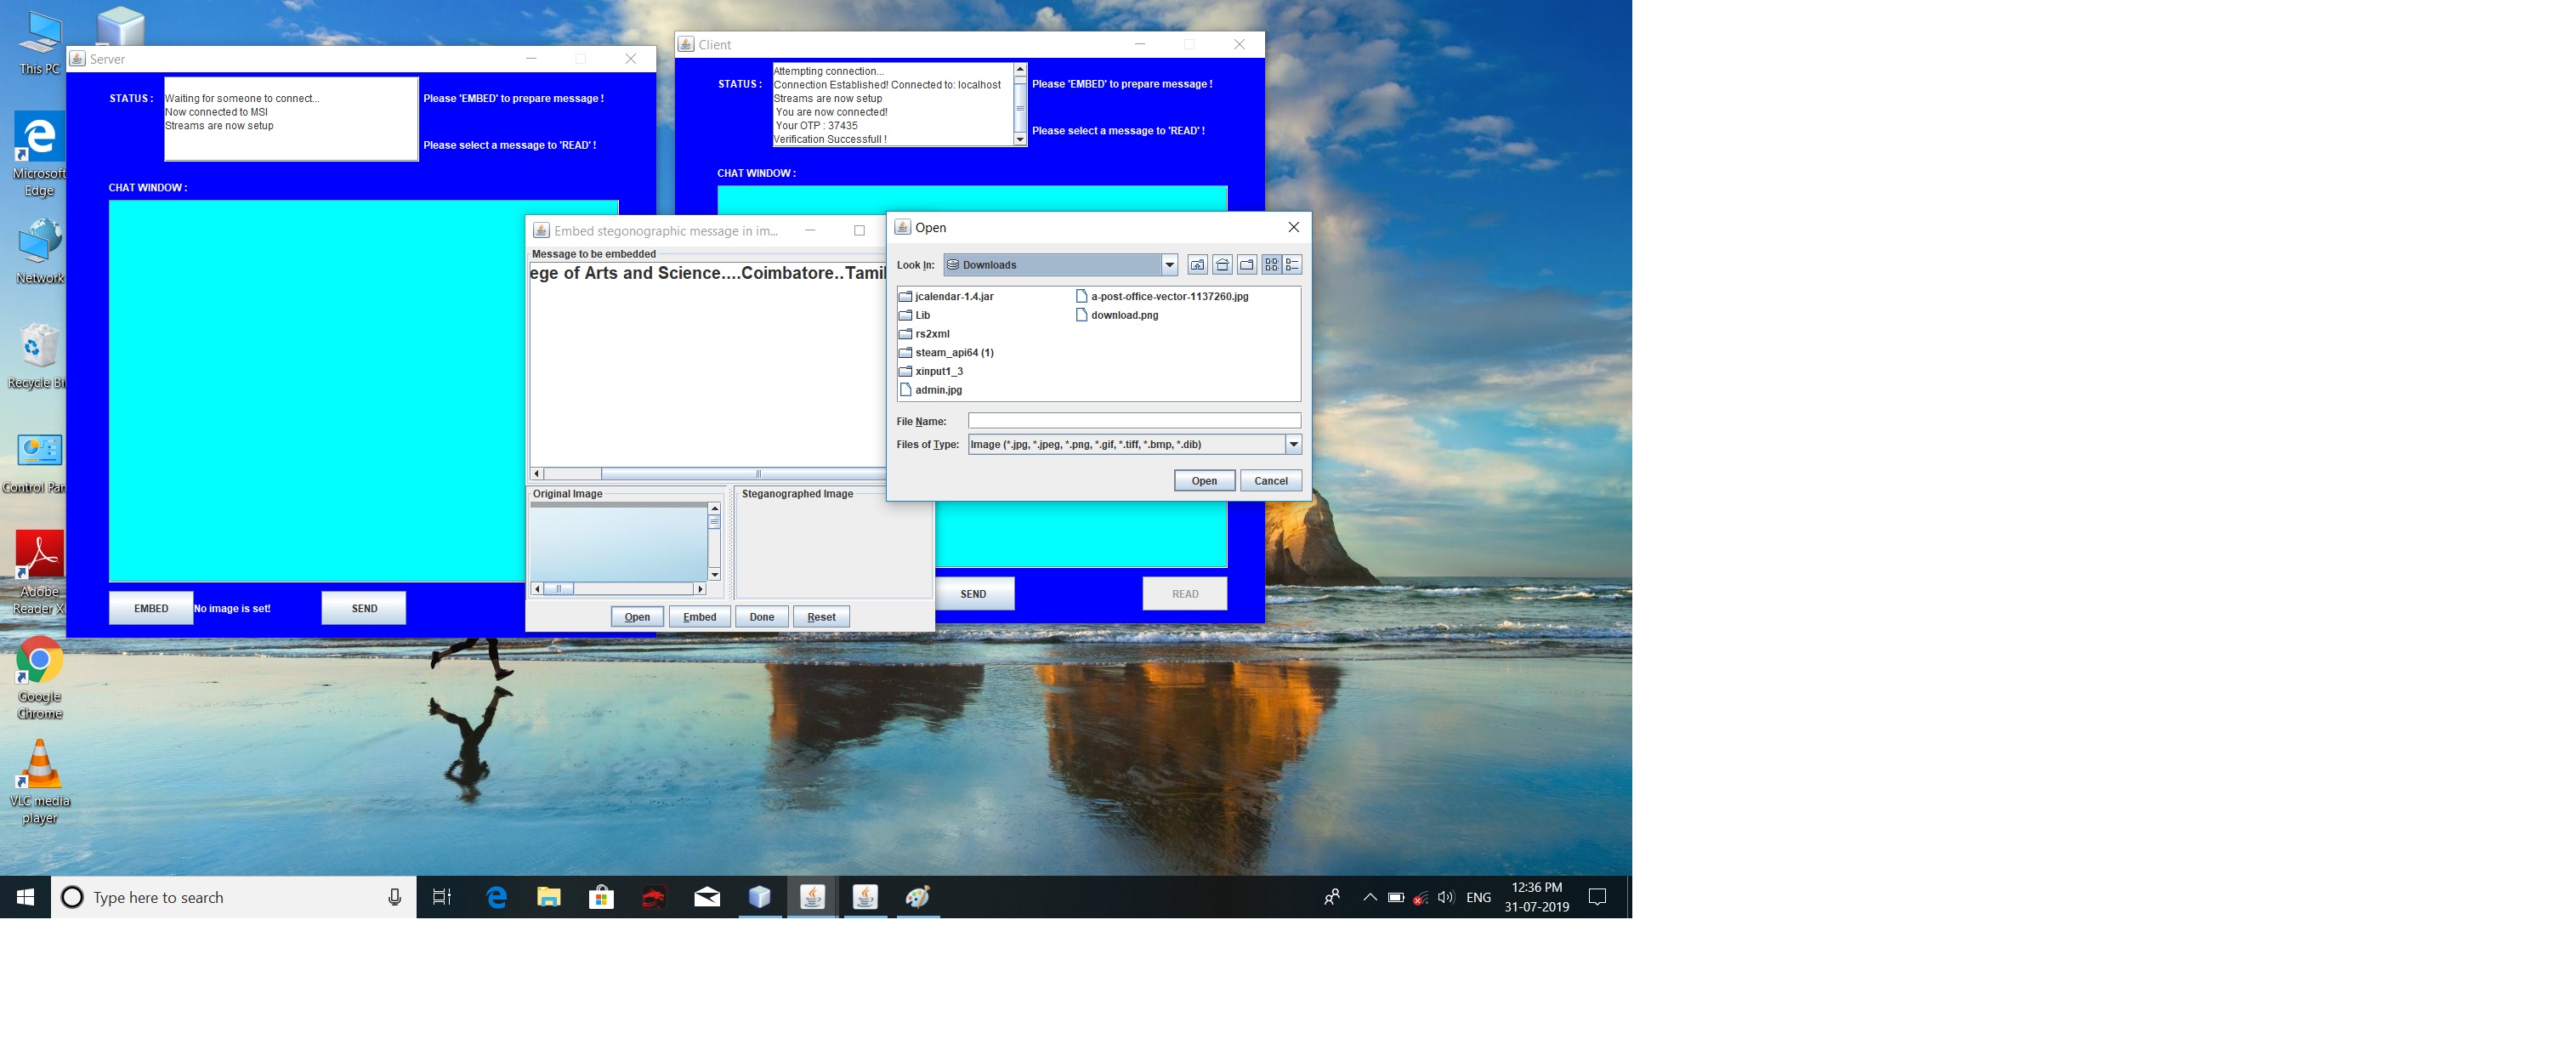 This PC
Microsoft
Edge
Network
Recycle Bi
Control Pan
Adobe
Reader X
Google
Chrome
VLC media
player
Server
STATUS :
Waiting for someone to connect...
Now connected to MSI
Streams are now setup
Please 'EMBED' to prepare message !
Please select a message to 'READ' !
CHAT WINDOW :
EMBED
No image is set!
SEND
Client
STATUS :
Attempting connection...
Connection Established! Connected to: localhost
Streams are now setup
You are now connected!
Your OTP : 37435
Verification Successfull !
Please 'EMBED' to prepare message !
Please select a message to 'READ' !
CHAT WINDOW :
SEND
READ
Embed stegonographic message in im...
Message to be embedded
ege of Arts and Science....Coimbatore..Tamil
Original Image
Steganographed Image
Open
Embed
Done
Reset
Open
Look In:
Downloads
jcalendar-1.4.jar
Lib
rs2xml
steam_api64 (1)
xinput1_3
admin.jpg
a-post-office-vector-1137260.jpg
download.png
File Name:
Files of Type:
Image (*.jpg, *.jpeg, *.png, *.gif, *.tiff, *.bmp, *.dib)
Open
Cancel
Type here to search
ENG
12:36 PM
31-07-2019